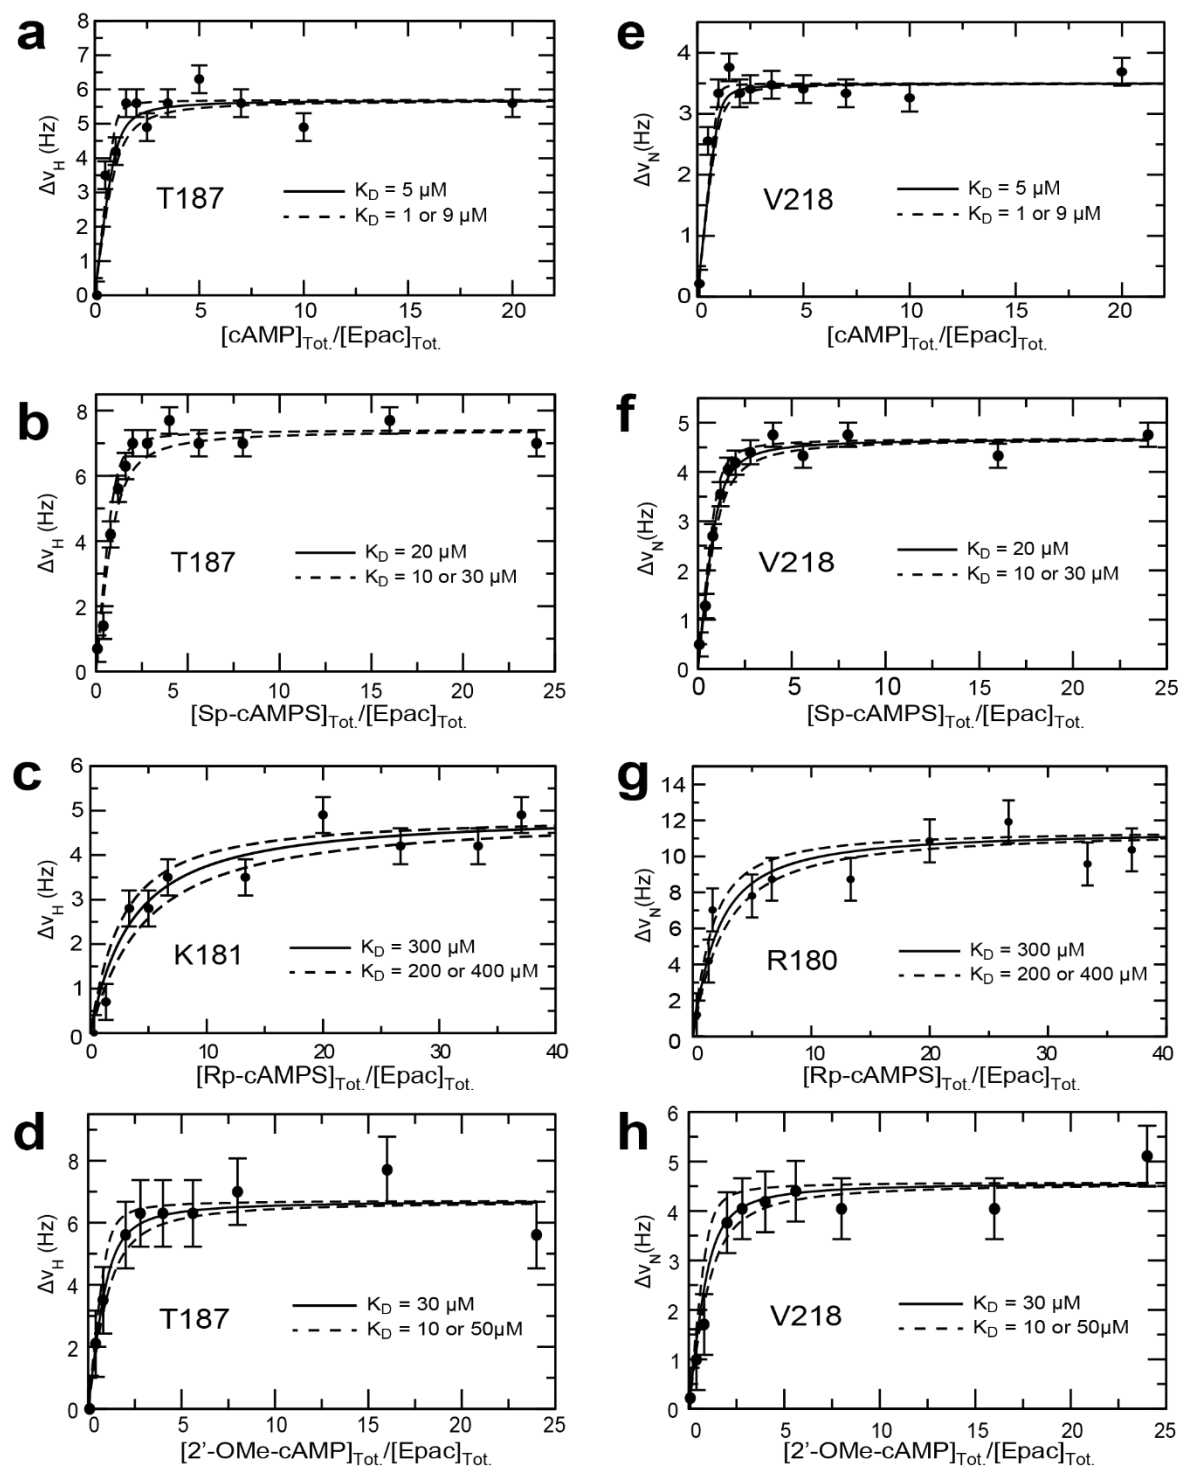 a
8
7
6
5
4
3
2
1
0
Δν_H (Hz)
T187
K_D = 5 µM
K_D = 1 or 9 µM
0 5 10 15 20
[cAMP]_Tot./[Epac]_Tot.
e
4
3
2
1
0
Δν_N(Hz)
V218
K_D = 5 µM
K_D = 1 or 9 µM
0 5 10 15 20
[cAMP]_Tot./[Epac]_Tot.
b
8
6
4
2
0
Δν_H (Hz)
T187
K_D = 20 µM
K_D = 10 or 30 µM
0 5 10 15 20 25
[Sp-cAMPS]_Tot./[Epac]_Tot.
f
5
4
3
2
1
0
Δν_N(Hz)
V218
K_D = 20 µM
K_D = 10 or 30 µM
0 5 10 15 20 25
[Sp-cAMPS]_Tot./[Epac]_Tot.
c
6
5
4
3
2
1
0
Δν_H (Hz)
K181
K_D = 300 µM
K_D = 200 or 400 µM
0 10 20 30 40
[Rp-cAMPS]_Tot./[Epac]_Tot.
g
14
12
10
8
6
4
2
0
Δν_N(Hz)
R180
K_D = 300 µM
K_D = 200 or 400 µM
0 10 20 30 40
[Rp-cAMPS]_Tot./[Epac]_Tot.
d
8
6
4
2
0
Δν_H (Hz)
T187
K_D = 30 µM
K_D = 10 or 50µM
0 5 10 15 20 25
[2'-OMe-cAMP]_Tot./[Epac]_Tot.
h
6
5
4
3
2
1
0
Δν_N(Hz)
V218
K_D = 30 µM
K_D = 10 or 50µM
0 5 10 15 20 25
[2'-OMe-cAMP]_Tot./[Epac]_Tot.